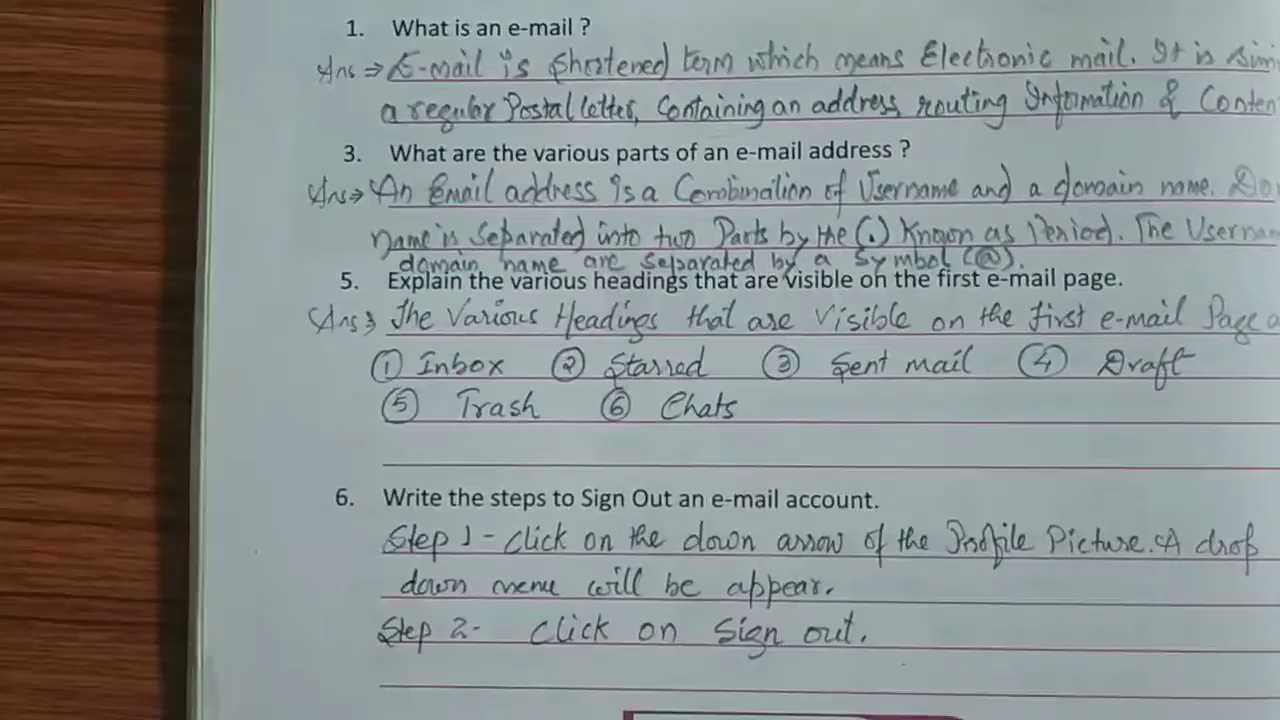 1. What is an e-mail ?
Ans ⇒ E-mail is Shortened term which means Electronic mail. It is
a regular Postal letter, Containing an address, routing Information & Conten
3. What are the various parts of an e-mail address ?
Ans ⇒ An Email address is a Combination of Username and a domain name. Do
name is Separated into two Parts by the (.) Known as Period. The Userna
domain name are separated by a symbol (@).
5. Explain the various headings that are visible on the first e-mail page.
Ans ⇒ The Various Headings that are Visible on the first e-mail Page a
① Inbox ② Starred ③ Sent mail ④ Draft
⑤ Trash ⑥ Chats
6. Write the steps to Sign Out an e-mail account.
Step 1 - Click on the down arrow of the Profile Picture. A drop
down menu will be appear.
Step 2 - Click on Sign out.